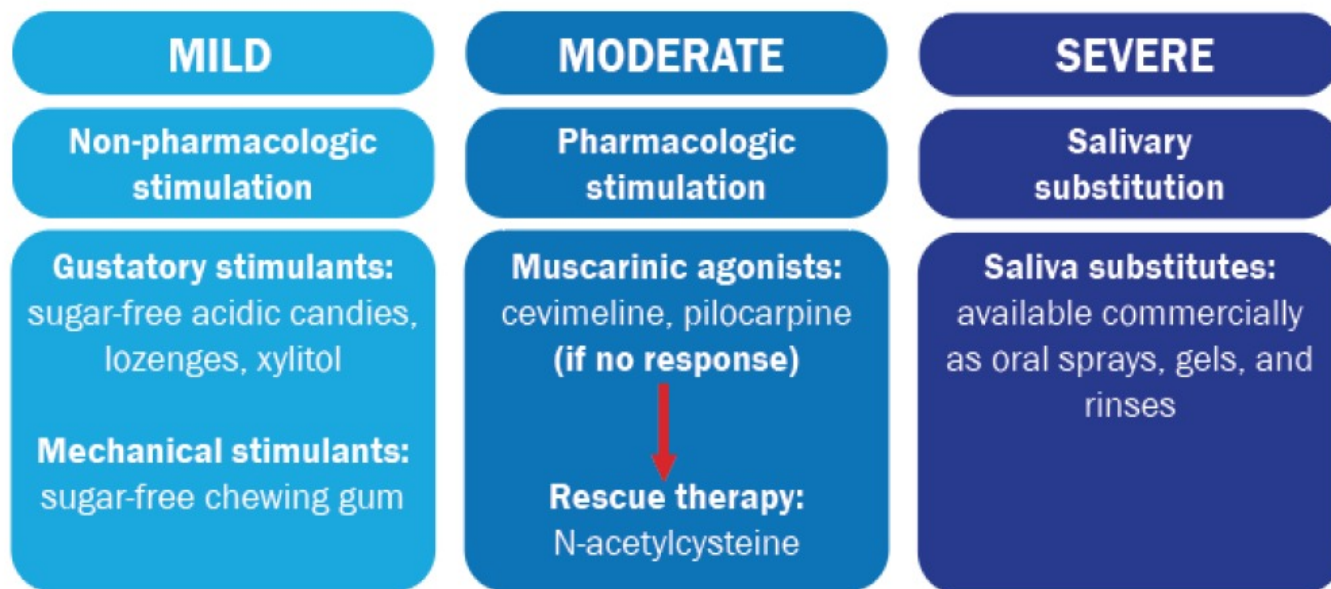 MILD
Non-pharmacologic
stimulation
Gustatory stimulants:
sugar-free acidic candies,
lozenges, xylitol
Mechanical stimulants:
sugar-free chewing gum
MODERATE
Pharmacologic
stimulation
Muscarinic agonists:
cevimeline, pilocarpine
(if no response)
Rescue therapy:
N-acetylcysteine
SEVERE
Salivary
substitution
Saliva substitutes:
available commercially
as oral sprays, gels, and
rinses